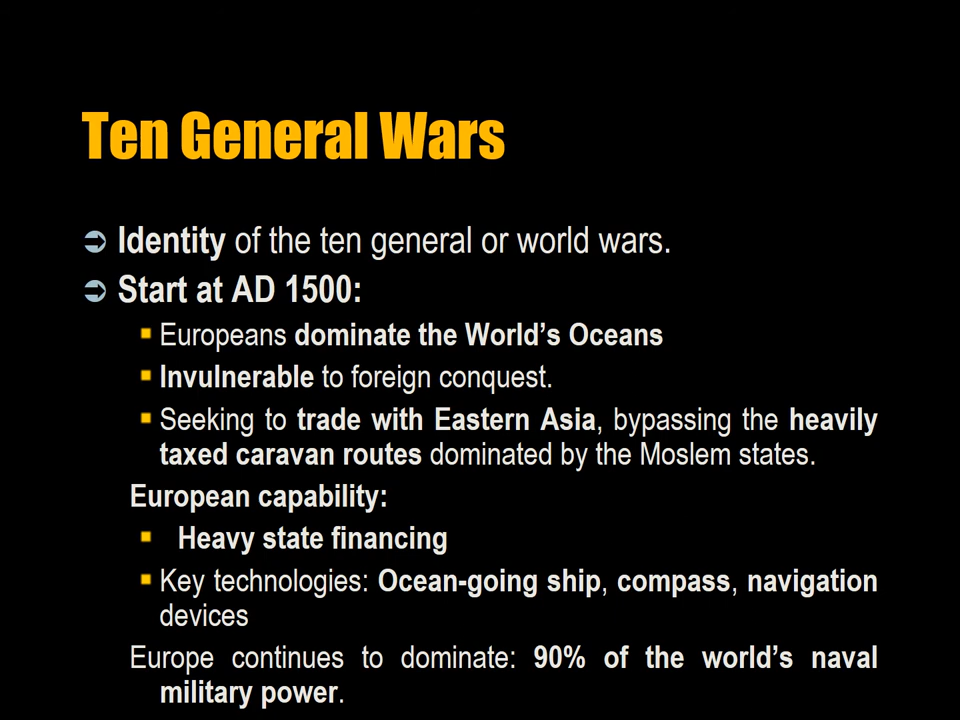 Ten General Wars
Identity of the ten general or world wars.
Start at AD 1500:
Europeans dominate the World's Oceans
Invulnerable to foreign conquest.
Seeking to trade with Eastern Asia, bypassing the heavily
taxed caravan routes dominated by the Moslem states.
European capability:
Heavy state financing
Key technologies: Ocean-going ship, compass, navigation
devices
Europe continues to dominate: 90% of the world's naval
military power.